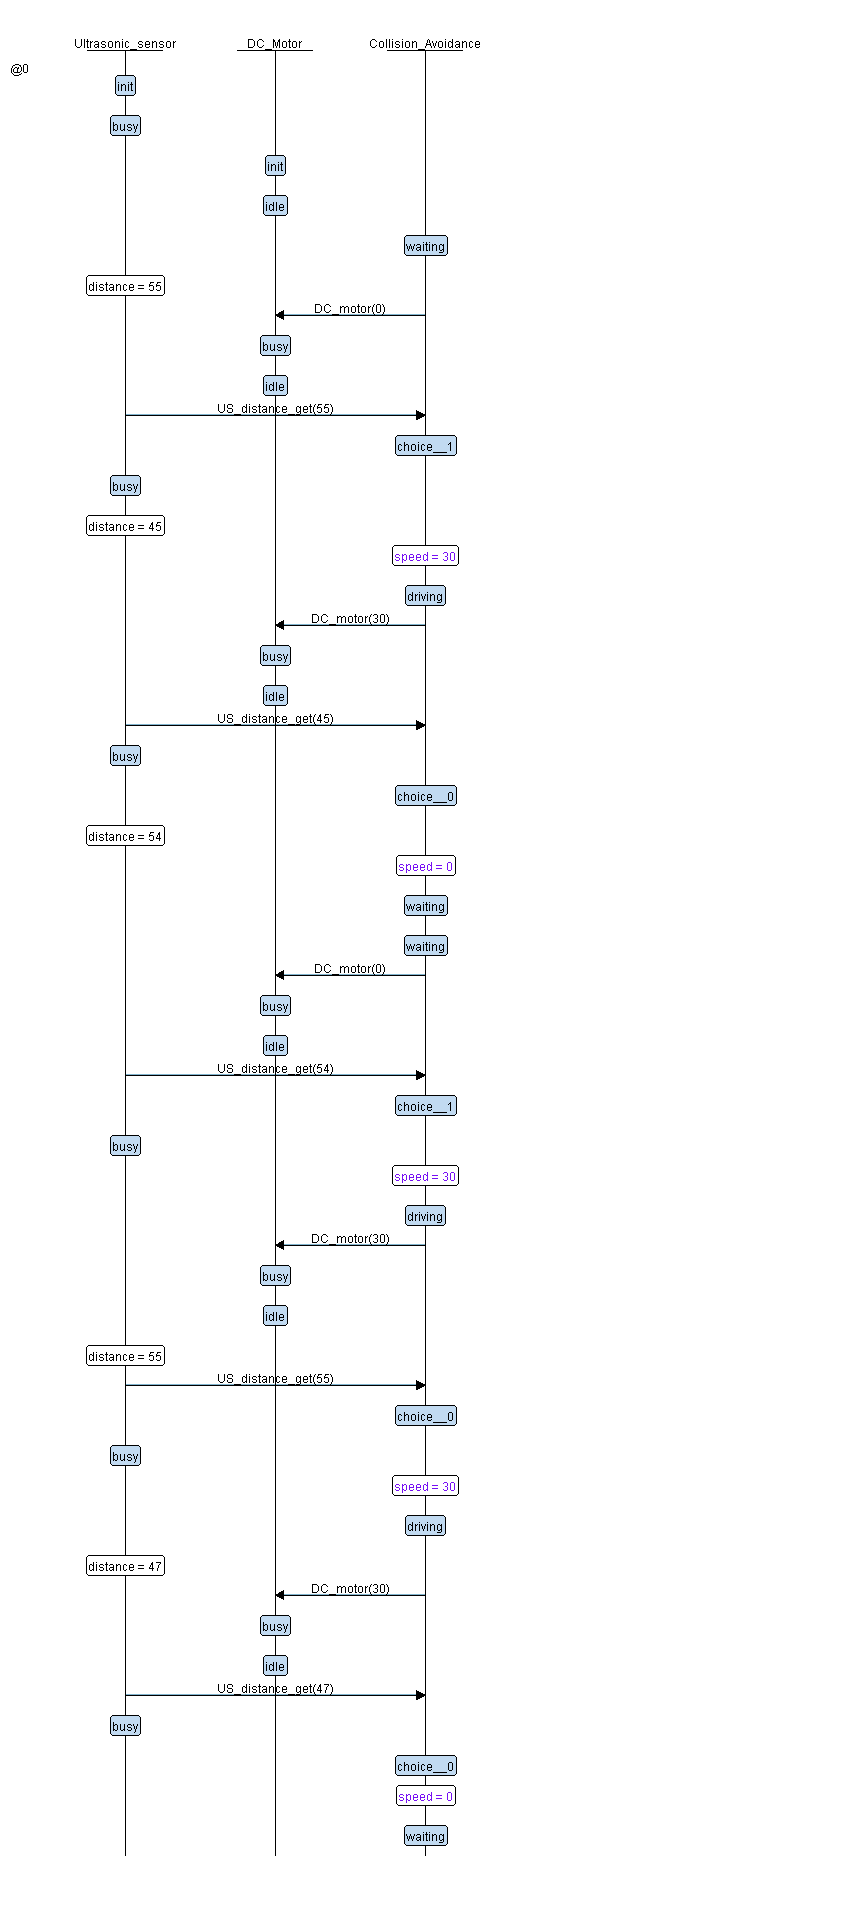 Ultrasonic_sensor DC_Motor Collision_Avoidance
@0
init
busy
init
idle
waiting
distance = 55
DC_motor(0)
busy
idle
US_distance_get(55)
choice__1
busy
distance = 45
speed = 30
driving
DC_motor(30)
busy
idle
US_distance_get(45)
busy
choice__0
distance = 54
speed = 0
waiting
waiting
DC_motor(0)
busy
idle
US_distance_get(54)
choice__1
busy
speed = 30
driving
DC_motor(30)
busy
idle
distance = 55
US_distance_get(55)
choice__0
busy
speed = 30
driving
distance = 47
DC_motor(30)
busy
idle
US_distance_get(47)
busy
choice__0
speed = 0
waiting